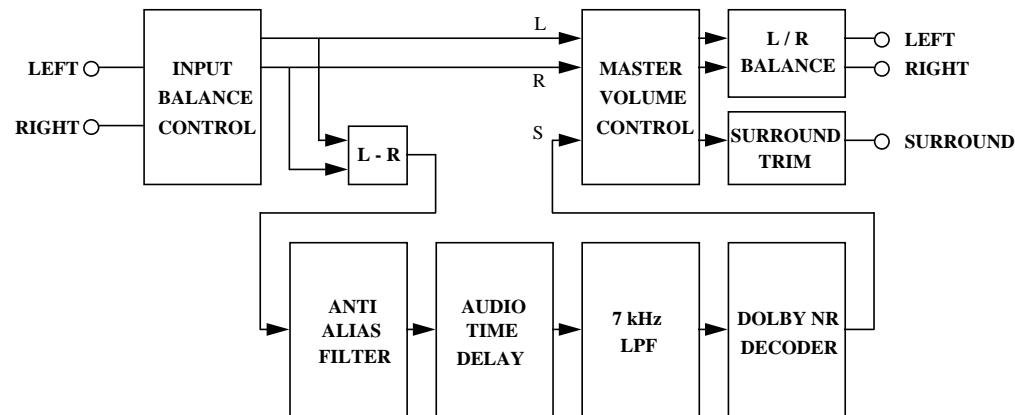 LEFT
RIGHT
INPUT
BALANCE
CONTROL
L
R
S
L - R
MASTER
VOLUME
CONTROL
L / R
BALANCE
SURROUND
TRIM
LEFT
RIGHT
SURROUND
ANTI
ALIAS
FILTER
AUDIO
TIME
DELAY
7 kHz
LPF
DOLBY NR
DECODER